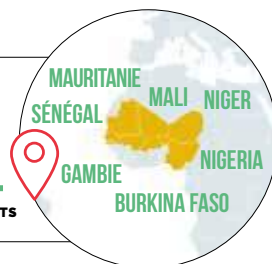 MAURITANIE
MALI NIGER
SÉNÉGAL
NIGERIA
GAMBIE
BURKINA FASO